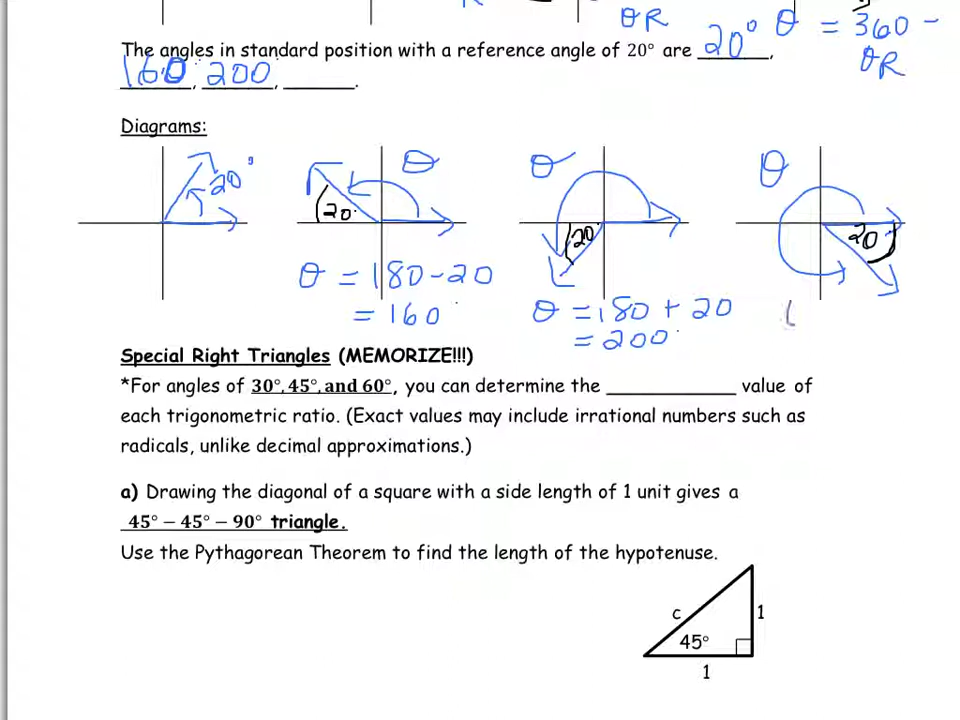 θR
θ = 360 -
θR
The angles in standard position with a reference angle of 20° are 20°,
160, 200, ______.
Diagrams:
20°
θ
20
θ
20
θ
20
θ = 180 - 20
= 160
θ = 180 + 20
= 200
Special Right Triangles (MEMORIZE!!!)
*For angles of 30°, 45°, and 60°, you can determine the ______ value of
each trigonometric ratio. (Exact values may include irrational numbers such as
radicals, unlike decimal approximations.)
a) Drawing the diagonal of a square with a side length of 1 unit gives a
45° – 45° – 90° triangle.
Use the Pythagorean Theorem to find the length of the hypotenuse.
c
1
45°
1